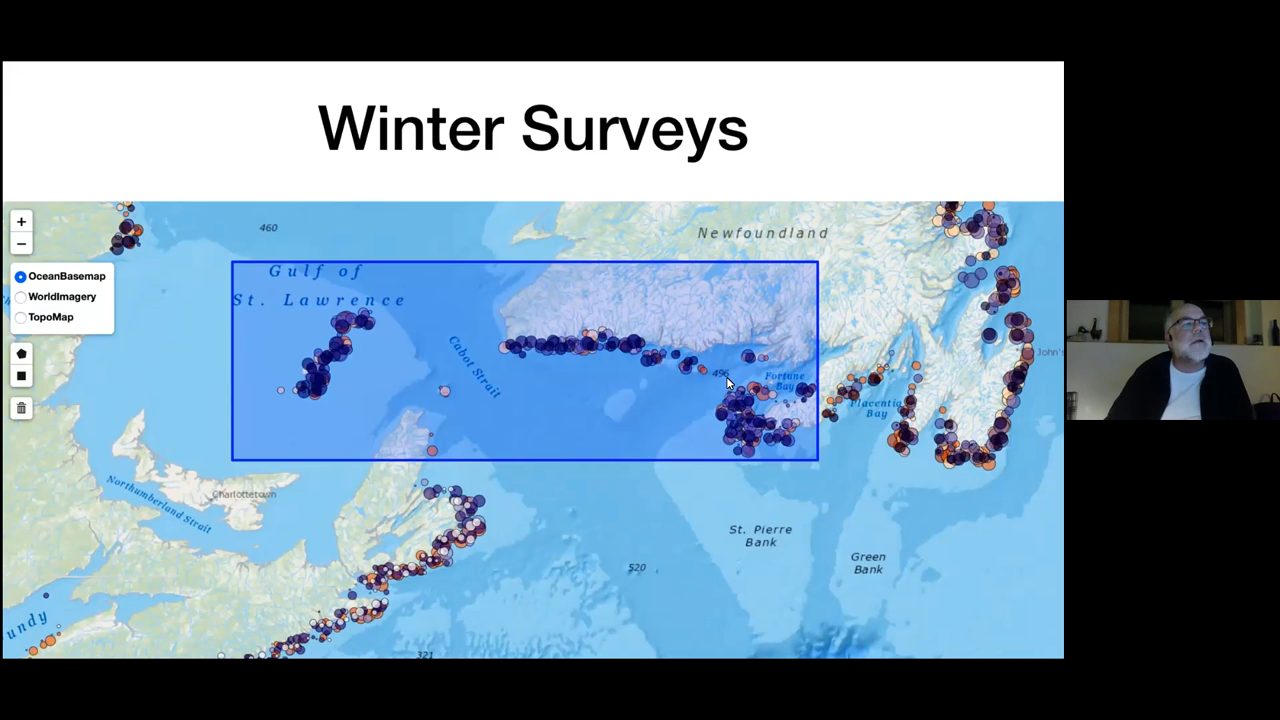 Winter Surveys
+
−
OceanBasemap
WorldImagery
TopoMap
460
Newfoundland
Gulf of
St. Lawrence
Cabot Strait
496
Fortune
Bay
Placentia
Bay
John's
Northumberland Strait
Charlottetown
St. Pierre
Bank
Green
Bank
520
undy
321